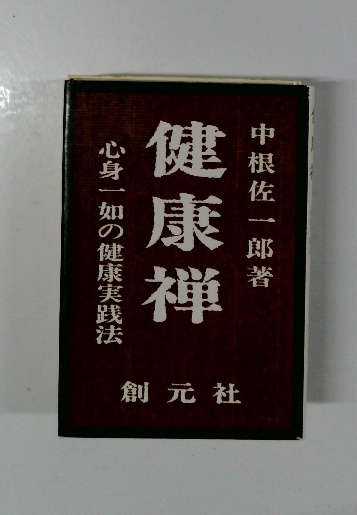 中根佐一郎著
健康禅
心身一如の健康実践法
創元社